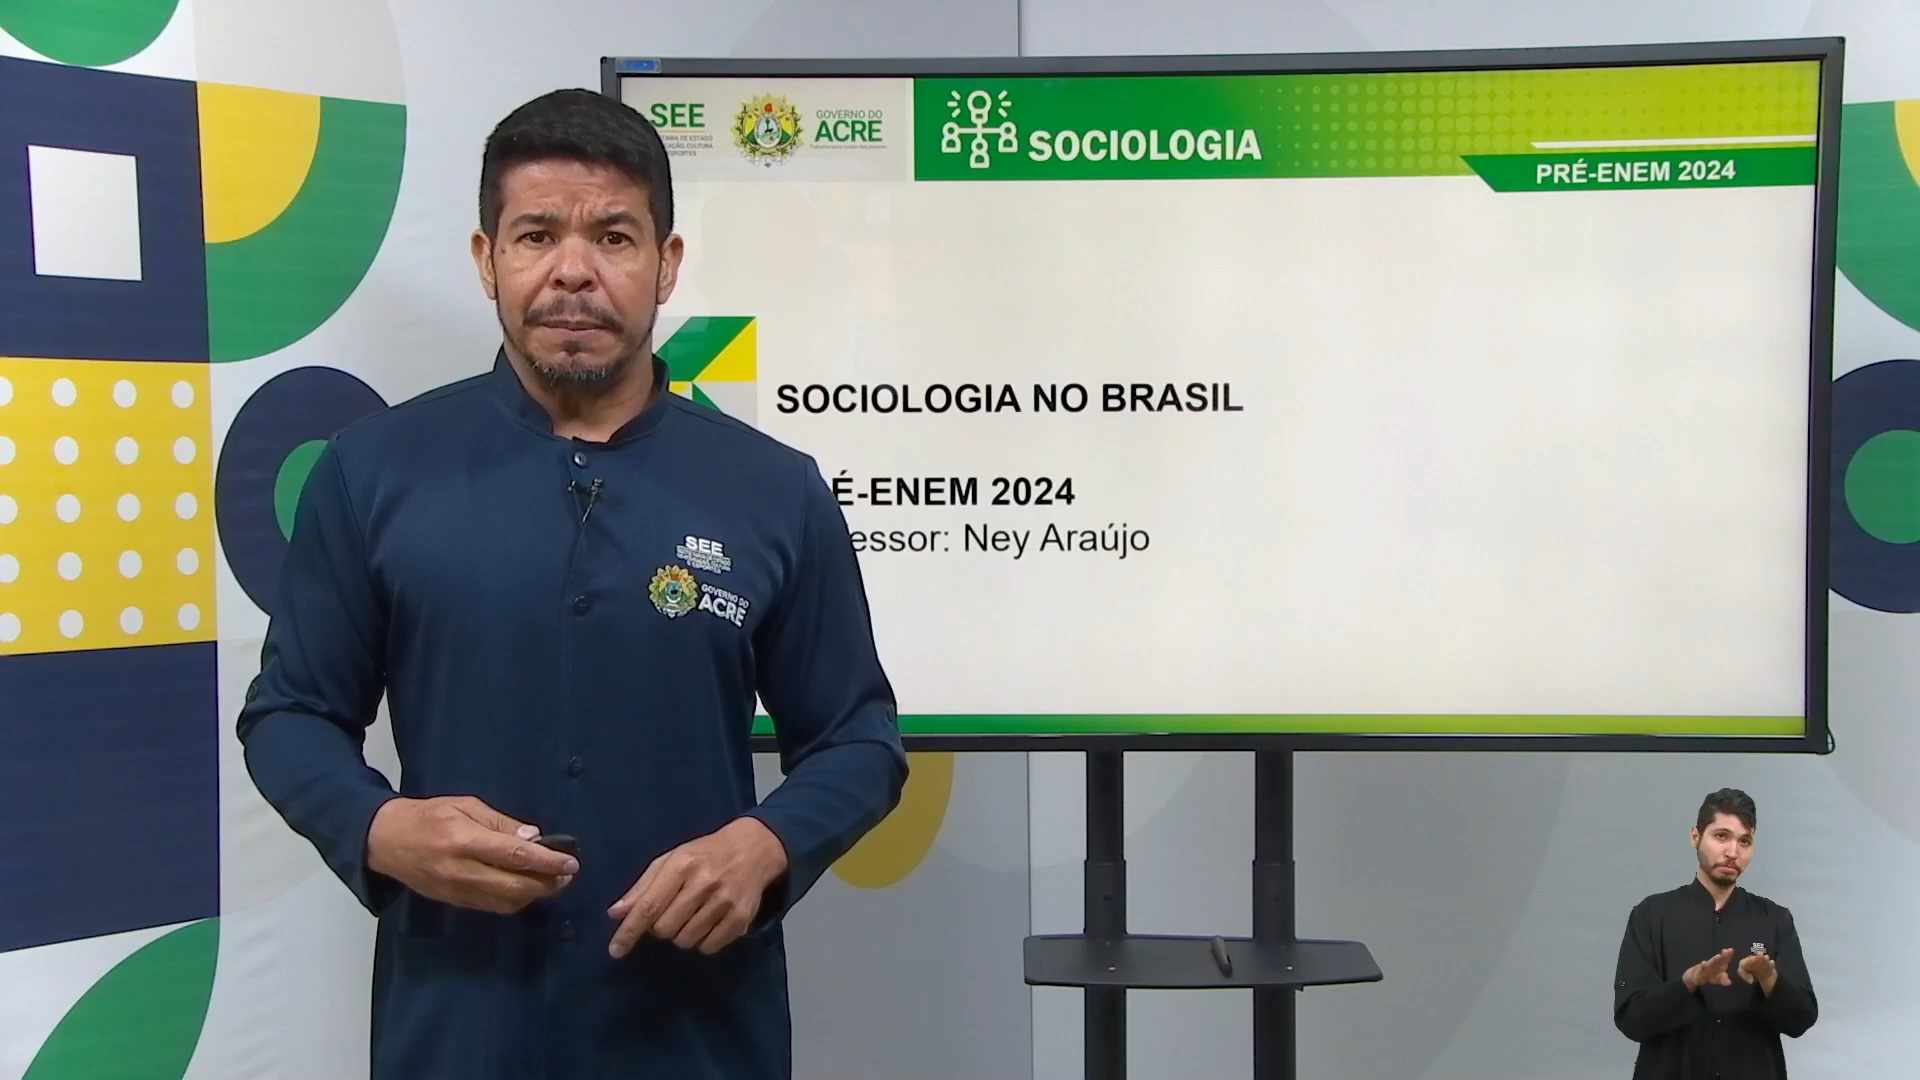 SEE
GOVERNO DO
ACRE
SOCIOLOGIA
PRÉ-ENEM 2024
SOCIOLOGIA NO BRASIL
É-ENEM 2024
essor: Ney Araújo
SEE
GOVERNO DO
ACRE
SEE